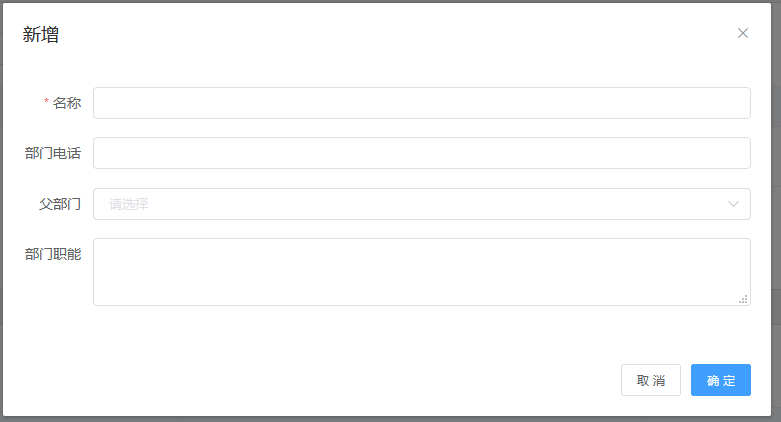 新增
* 名称
部门电话
父部门 请选择
部门职能
取 消 确 定